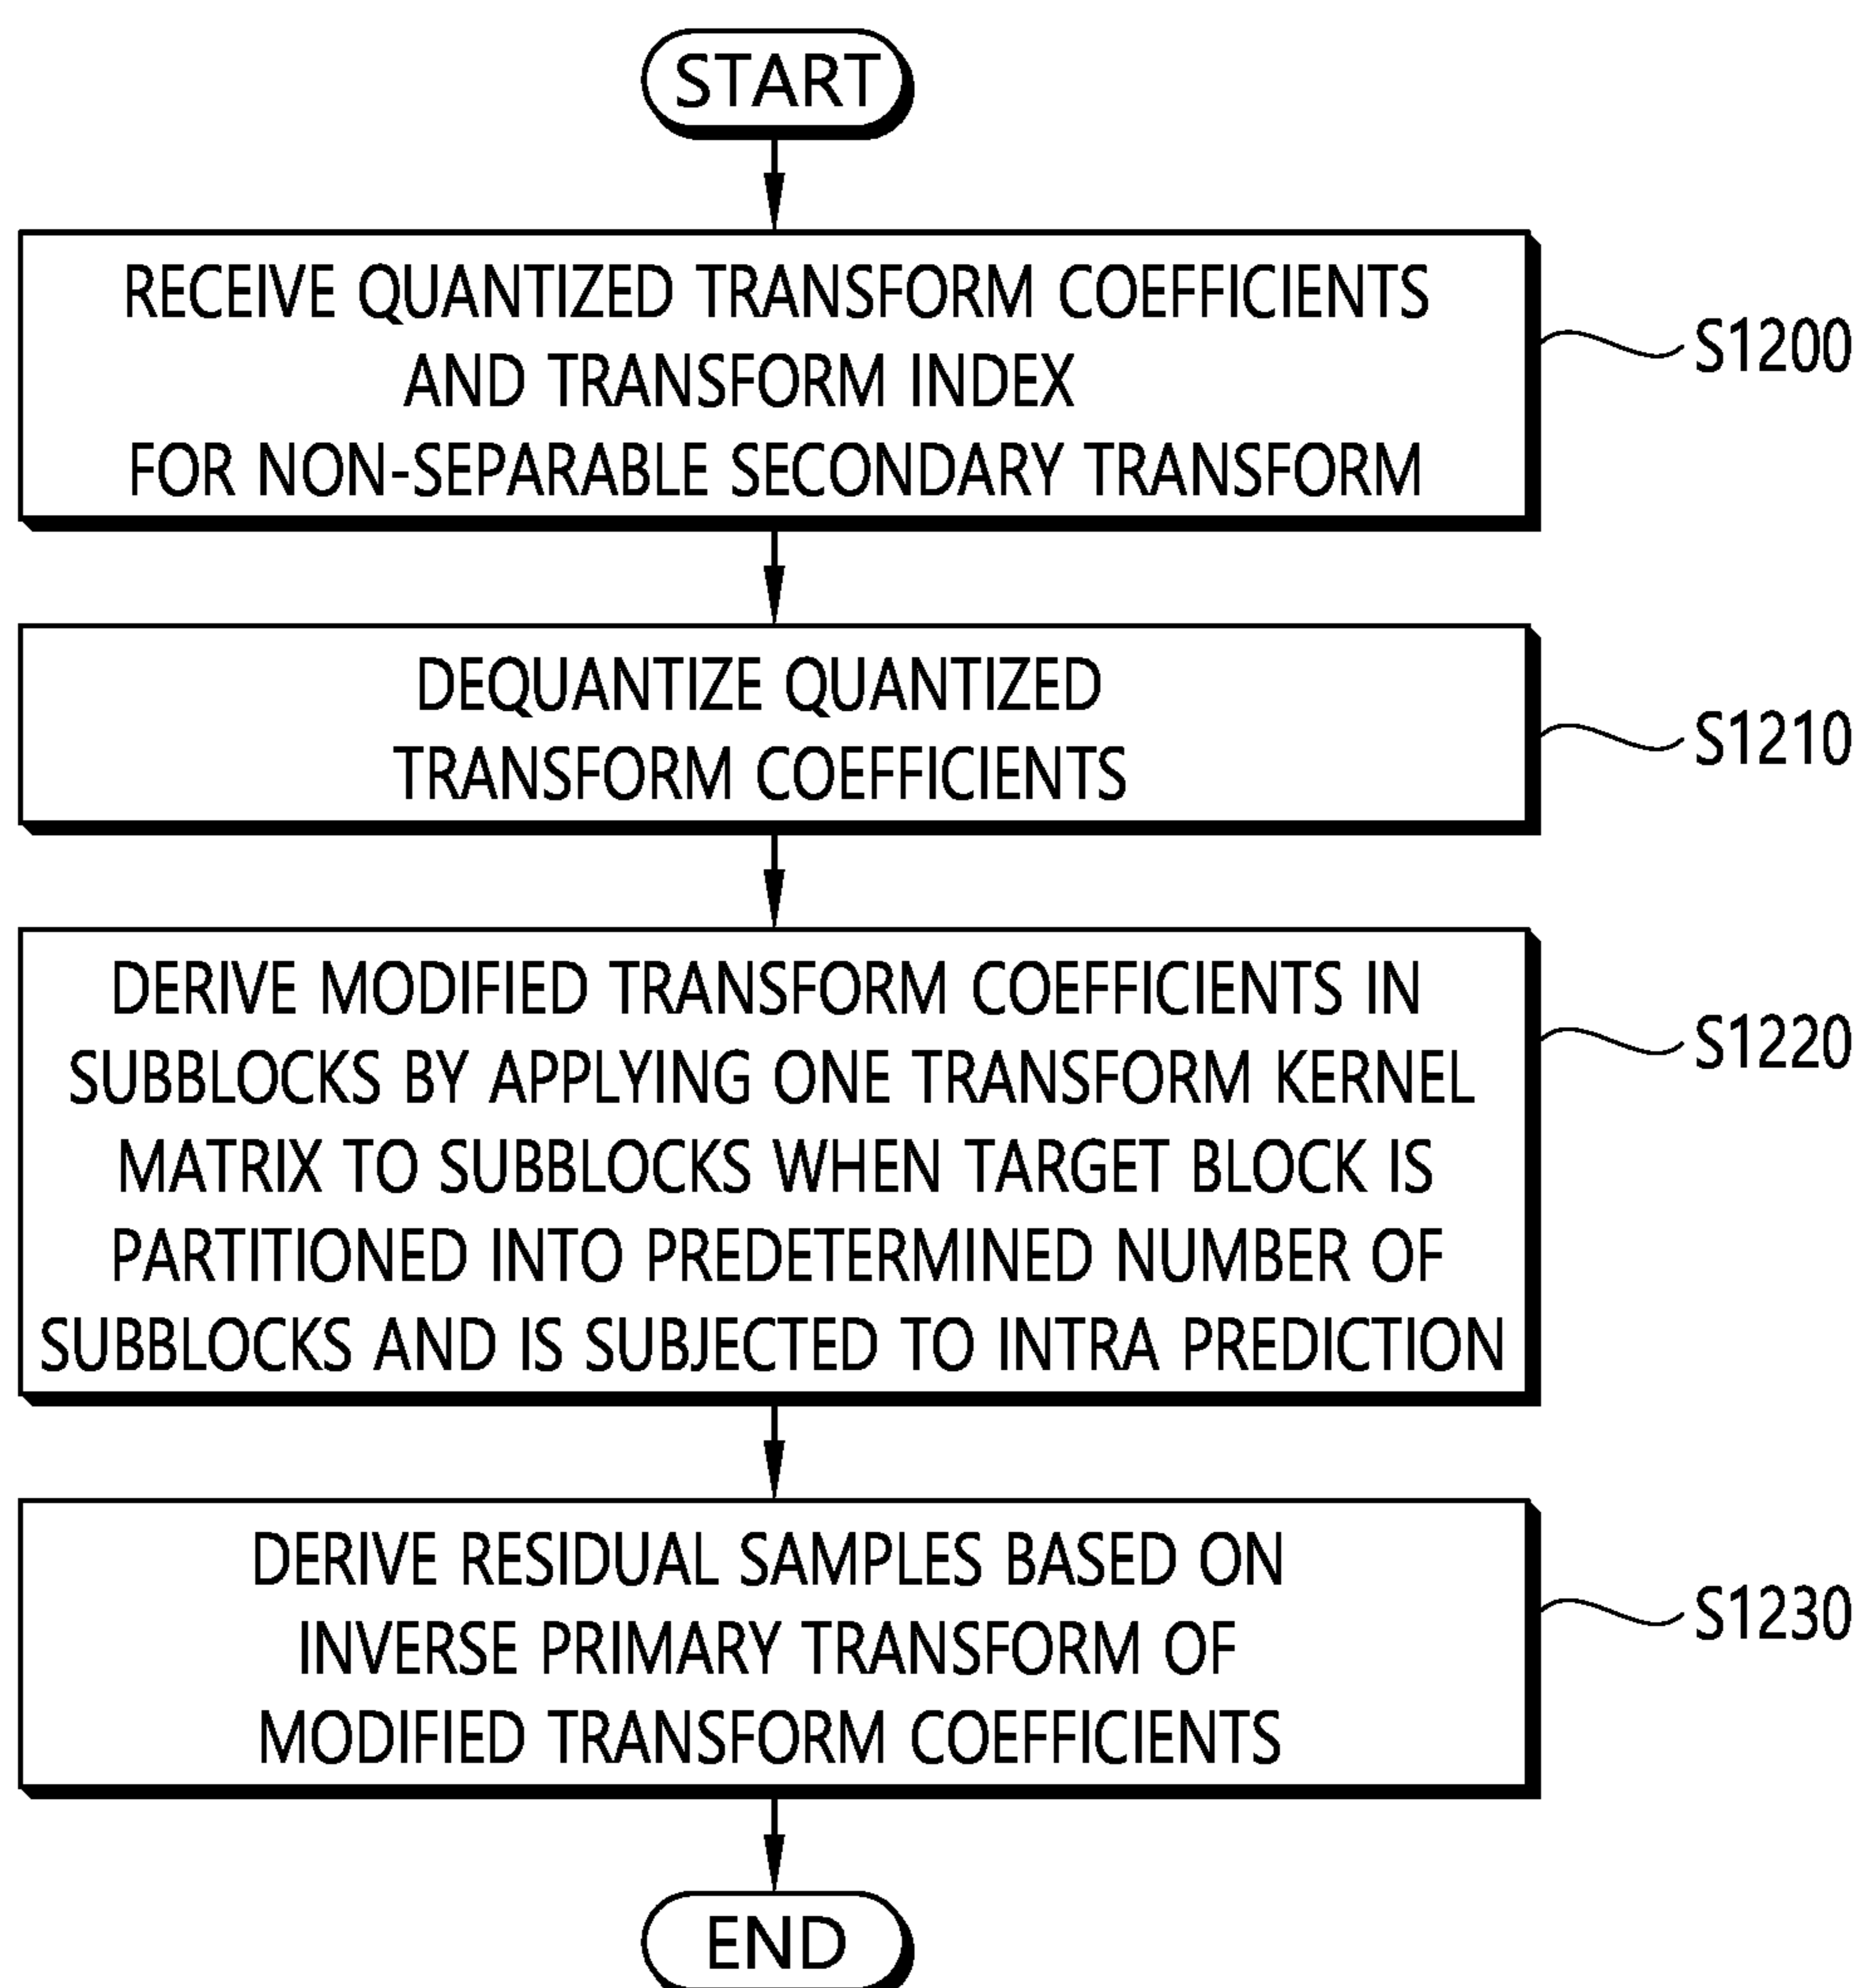 START
RECEIVE QUANTIZED TRANSFORM COEFFICIENTS
AND TRANSFORM INDEX
FOR NON-SEPARABLE SECONDARY TRANSFORM
S1200
DEQUANTIZE QUANTIZED
TRANSFORM COEFFICIENTS
S1210
DERIVE MODIFIED TRANSFORM COEFFICIENTS IN
SUBBLOCKS BY APPLYING ONE TRANSFORM KERNEL
MATRIX TO SUBBLOCKS WHEN TARGET BLOCK IS
PARTITIONED INTO PREDETERMINED NUMBER OF
SUBBLOCKS AND IS SUBJECTED TO INTRA PREDICTION
S1220
DERIVE RESIDUAL SAMPLES BASED ON
INVERSE PRIMARY TRANSFORM OF
MODIFIED TRANSFORM COEFFICIENTS
S1230
END